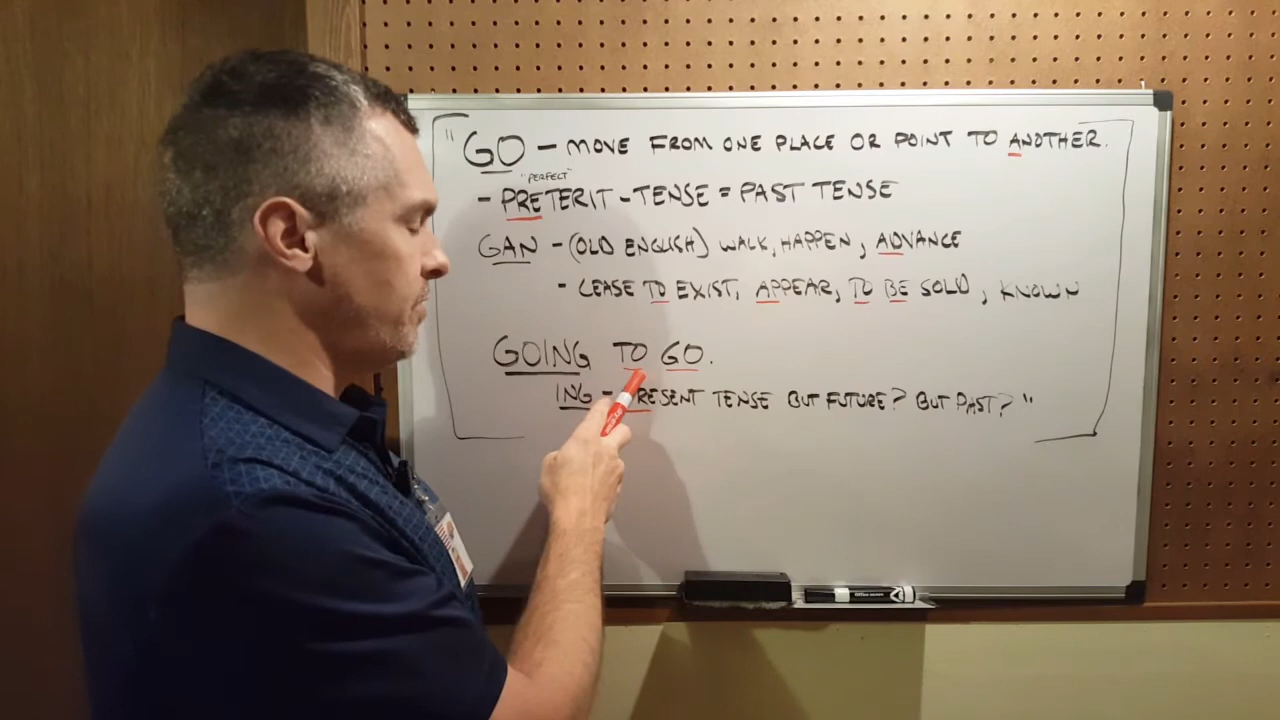 "GO – MOVE FROM ONE PLACE OR POINT TO ANOTHER.
"PERFECT"
- PRETERIT - TENSE = PAST TENSE
GAN - (OLD ENGLISH) WALK, HAPPEN, ADVANCE
- CEASE TO EXIST, APPEAR, TO BE SOLD, KNOWN
GOING TO GO.
ING - PRESENT TENSE BUT FUTURE? BUT PAST? "